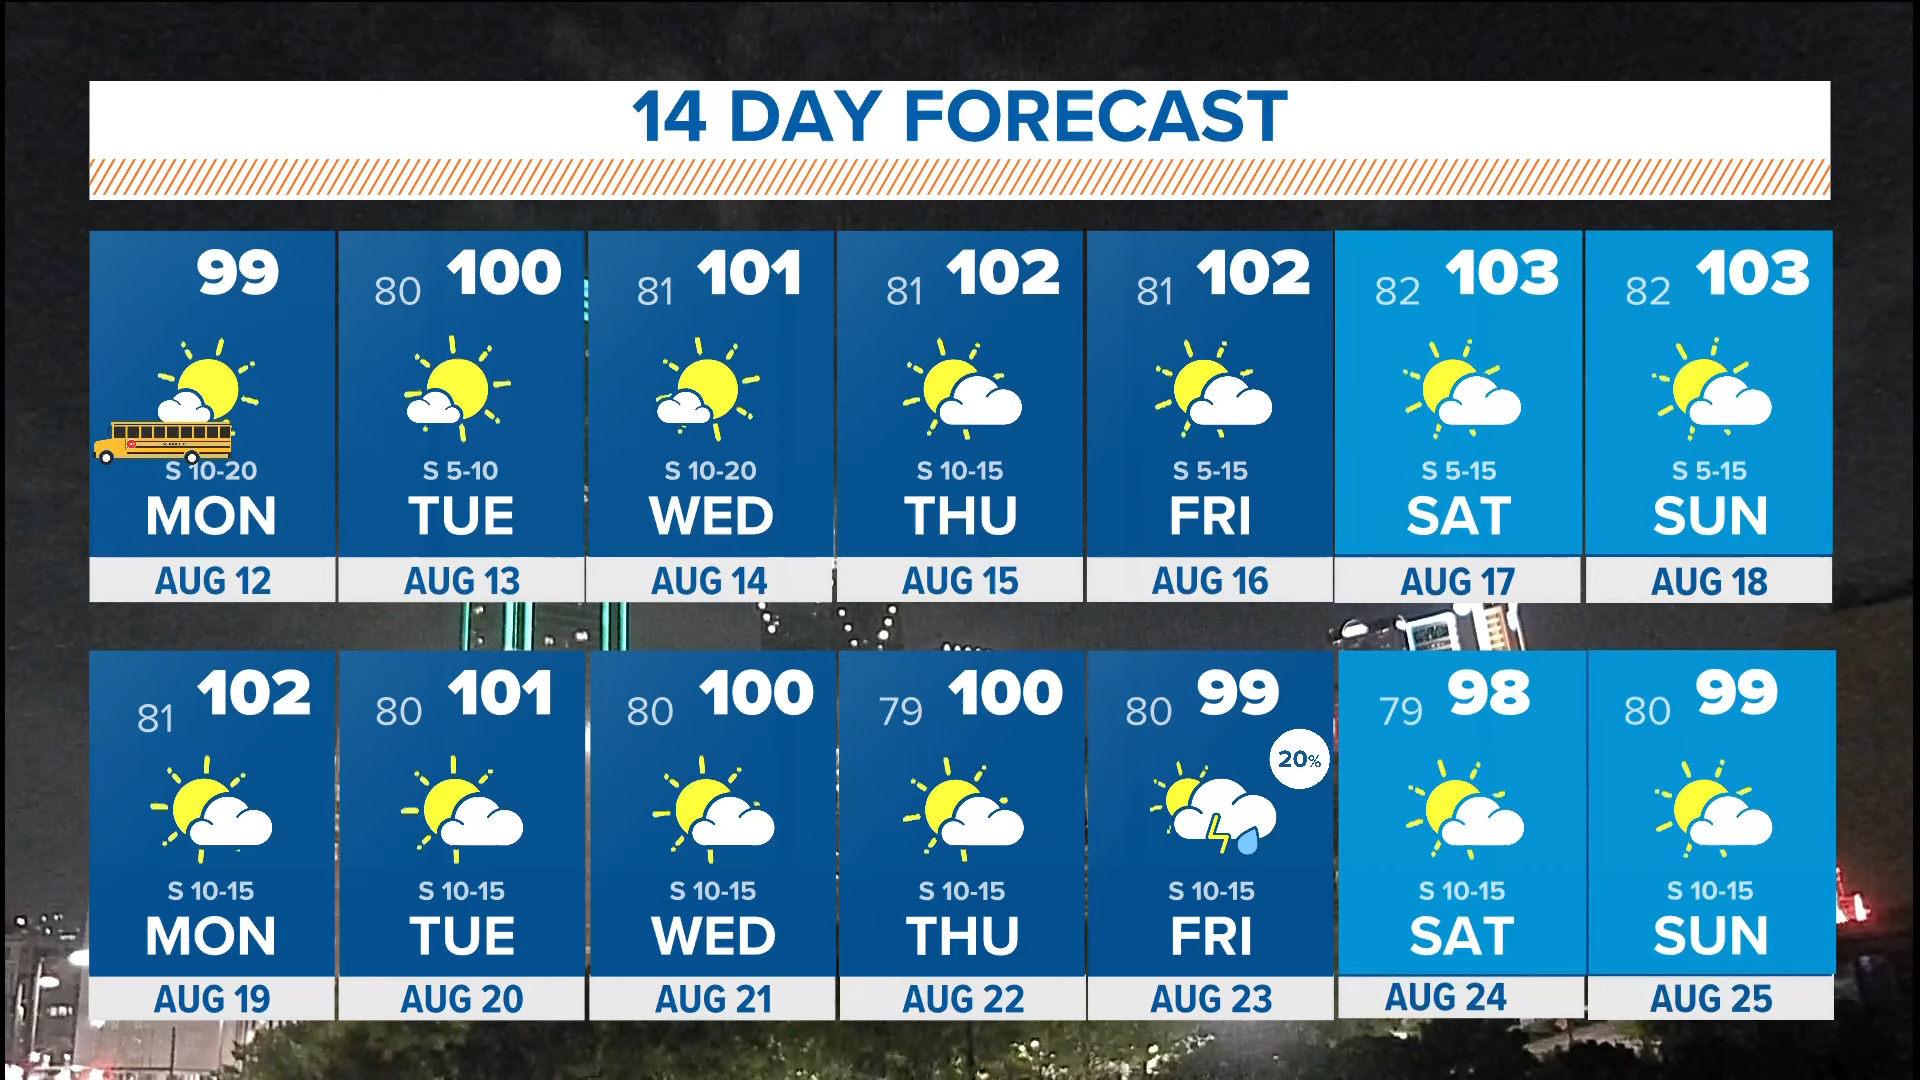 14 DAY FORECAST
99 80 100 81 101 81 102 81 102 82 103 82 103
S 10-20 S 5-10 S 10-20 S 10-15 S 5-15 S 5-15 S 5-15
MON TUE WED THU FRI SAT SUN
AUG 12 AUG 13 AUG 14 AUG 15 AUG 16 AUG 17 AUG 18
81 102 80 101 80 100 79 100 80 99 79 98 80 99
20%
S 10-15 S 10-15 S 10-15 S 10-15 S 10-15 S 10-15 S 10-15
MON TUE WED THU FRI SAT SUN
AUG 19 AUG 20 AUG 21 AUG 22 AUG 23 AUG 24 AUG 25